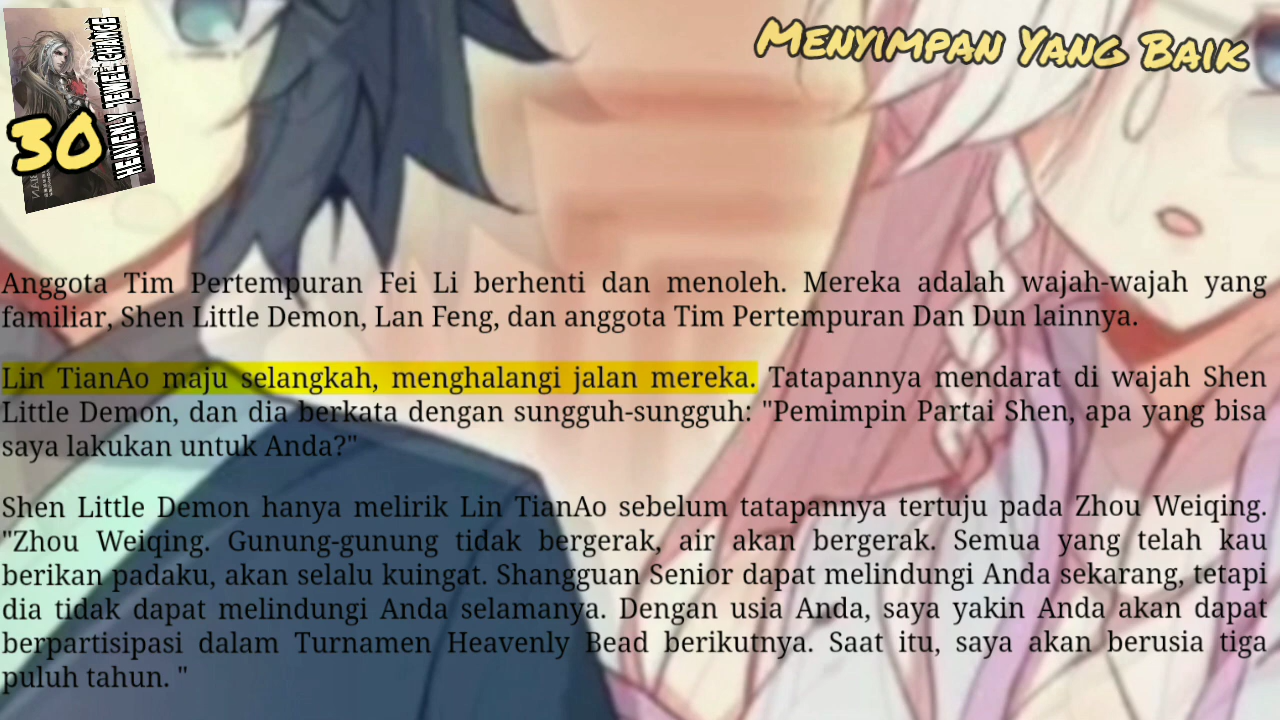 Menyimpan Yang Baik
HEAVENLY JEWEL CHANGE
30
Anggota Tim Pertempuran Fei Li berhenti dan menoleh. Mereka adalah wajah-wajah yang
familiar, Shen Little Demon, Lan Feng, dan anggota Tim Pertempuran Dan Dun lainnya.
Lin TianAo maju selangkah, menghalangi jalan mereka. Tatapannya mendarat di wajah Shen
Little Demon, dan dia berkata dengan sungguh-sungguh: "Pemimpin Partai Shen, apa yang bisa
saya lakukan untuk Anda?"
Shen Little Demon hanya melirik Lin TianAo sebelum tatapannya tertuju pada Zhou Weiqing.
"Zhou Weiqing. Gunung-gunung tidak bergerak, air akan bergerak. Semua yang telah kau
berikan padaku, akan selalu kuingat. Shangguan Senior dapat melindungi Anda sekarang, tetapi
dia tidak dapat melindungi Anda selamanya. Dengan usia Anda, saya yakin Anda akan dapat
berpartisipasi dalam Turnamen Heavenly Bead berikutnya. Saat itu, saya akan berusia tiga
puluh tahun. "